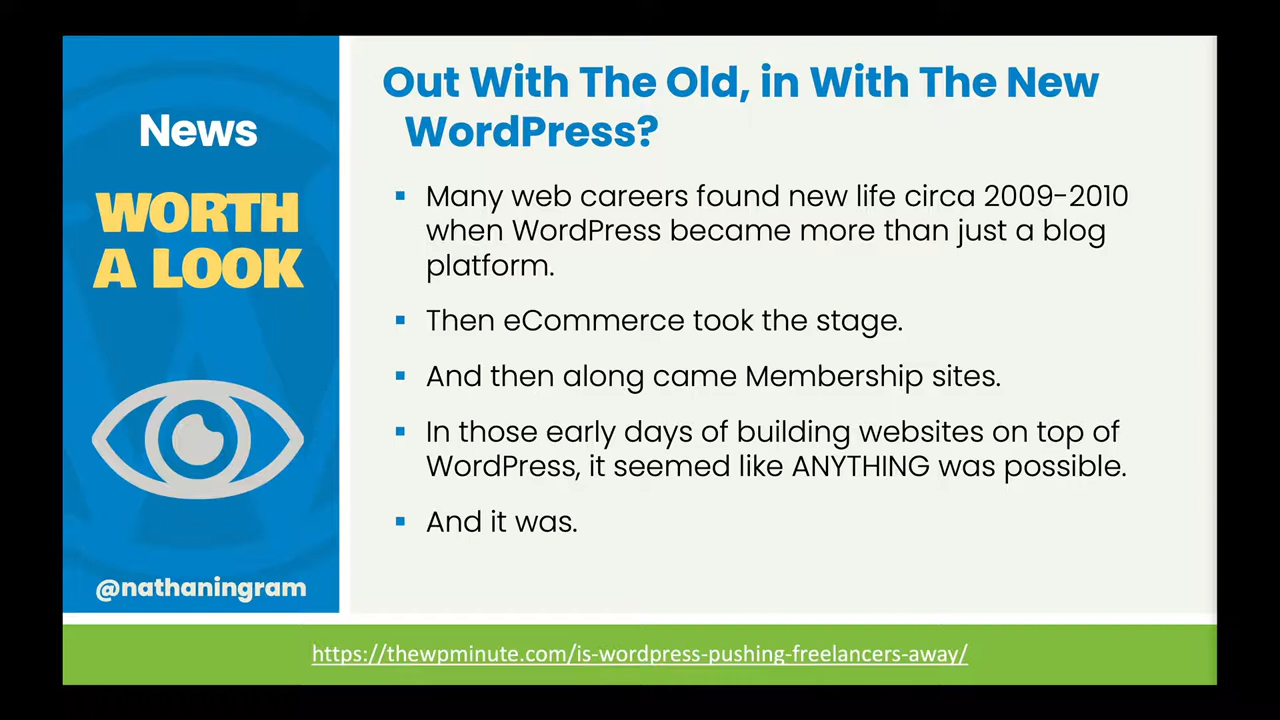 News
WORTH
A LOOK
@nathaningram
Out With The Old, in With The New
WordPress?
▪ Many web careers found new life circa 2009-2010
when WordPress became more than just a blog
platform.
▪ Then eCommerce took the stage.
▪ And then along came Membership sites.
▪ In those early days of building websites on top of
WordPress, it seemed like ANYTHING was possible.
▪ And it was.
https://thewpminute.com/is-wordpress-pushing-freelancers-away/